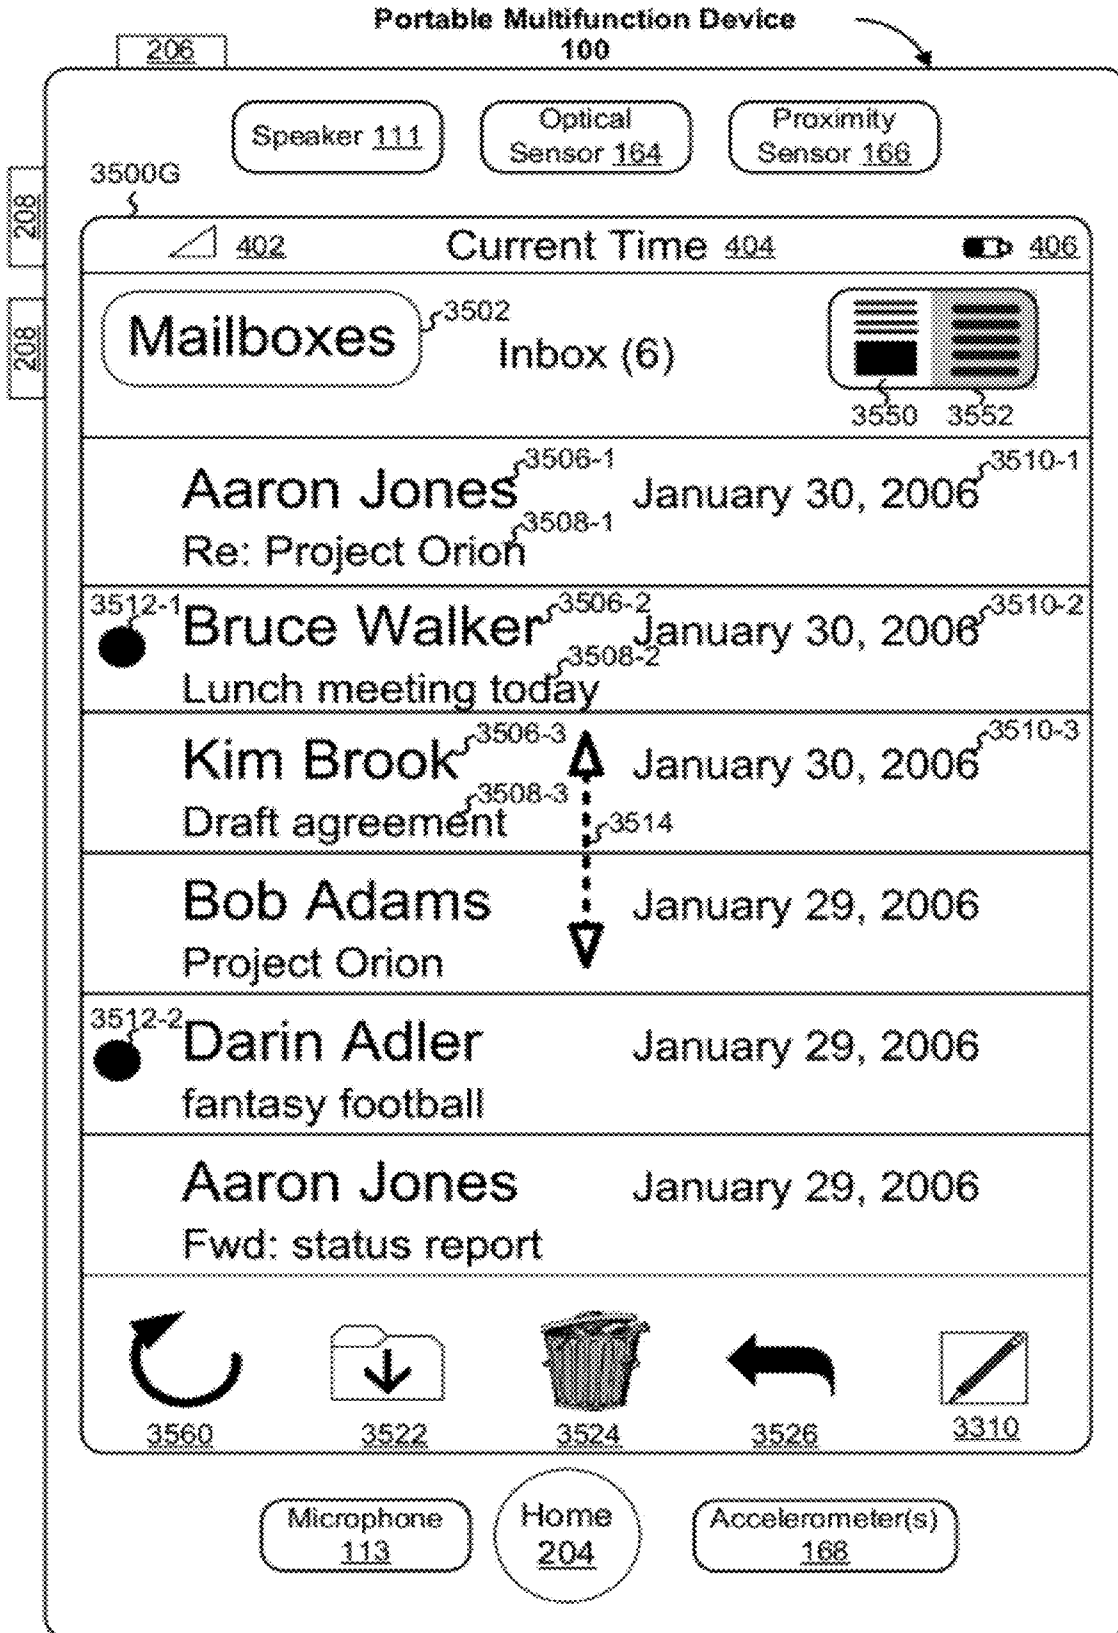 Portable Multifunction Device
100
206
Speaker 111
Optical
Sensor 164
Proximity
Sensor 166
3500G
208
402
Current Time 404
406
208
Mailboxes
3502
Inbox (6)
3550
3552
Aaron Jones
3506-1
January 30, 2006
3510-1
Re: Project Orion
3508-1
3512-1
Bruce Walker
3506-2
January 30, 2006
3510-2
Lunch meeting today
3508-2
Kim Brook
3506-3
January 30, 2006
3510-3
Draft agreement
3508-3
3514
Bob Adams
January 29, 2006
Project Orion
3512-2
Darin Adler
January 29, 2006
fantasy football
Aaron Jones
January 29, 2006
Fwd: status report
3560
3522
3524
3526
3310
Microphone
113
Home
204
Accelerometer(s)
168